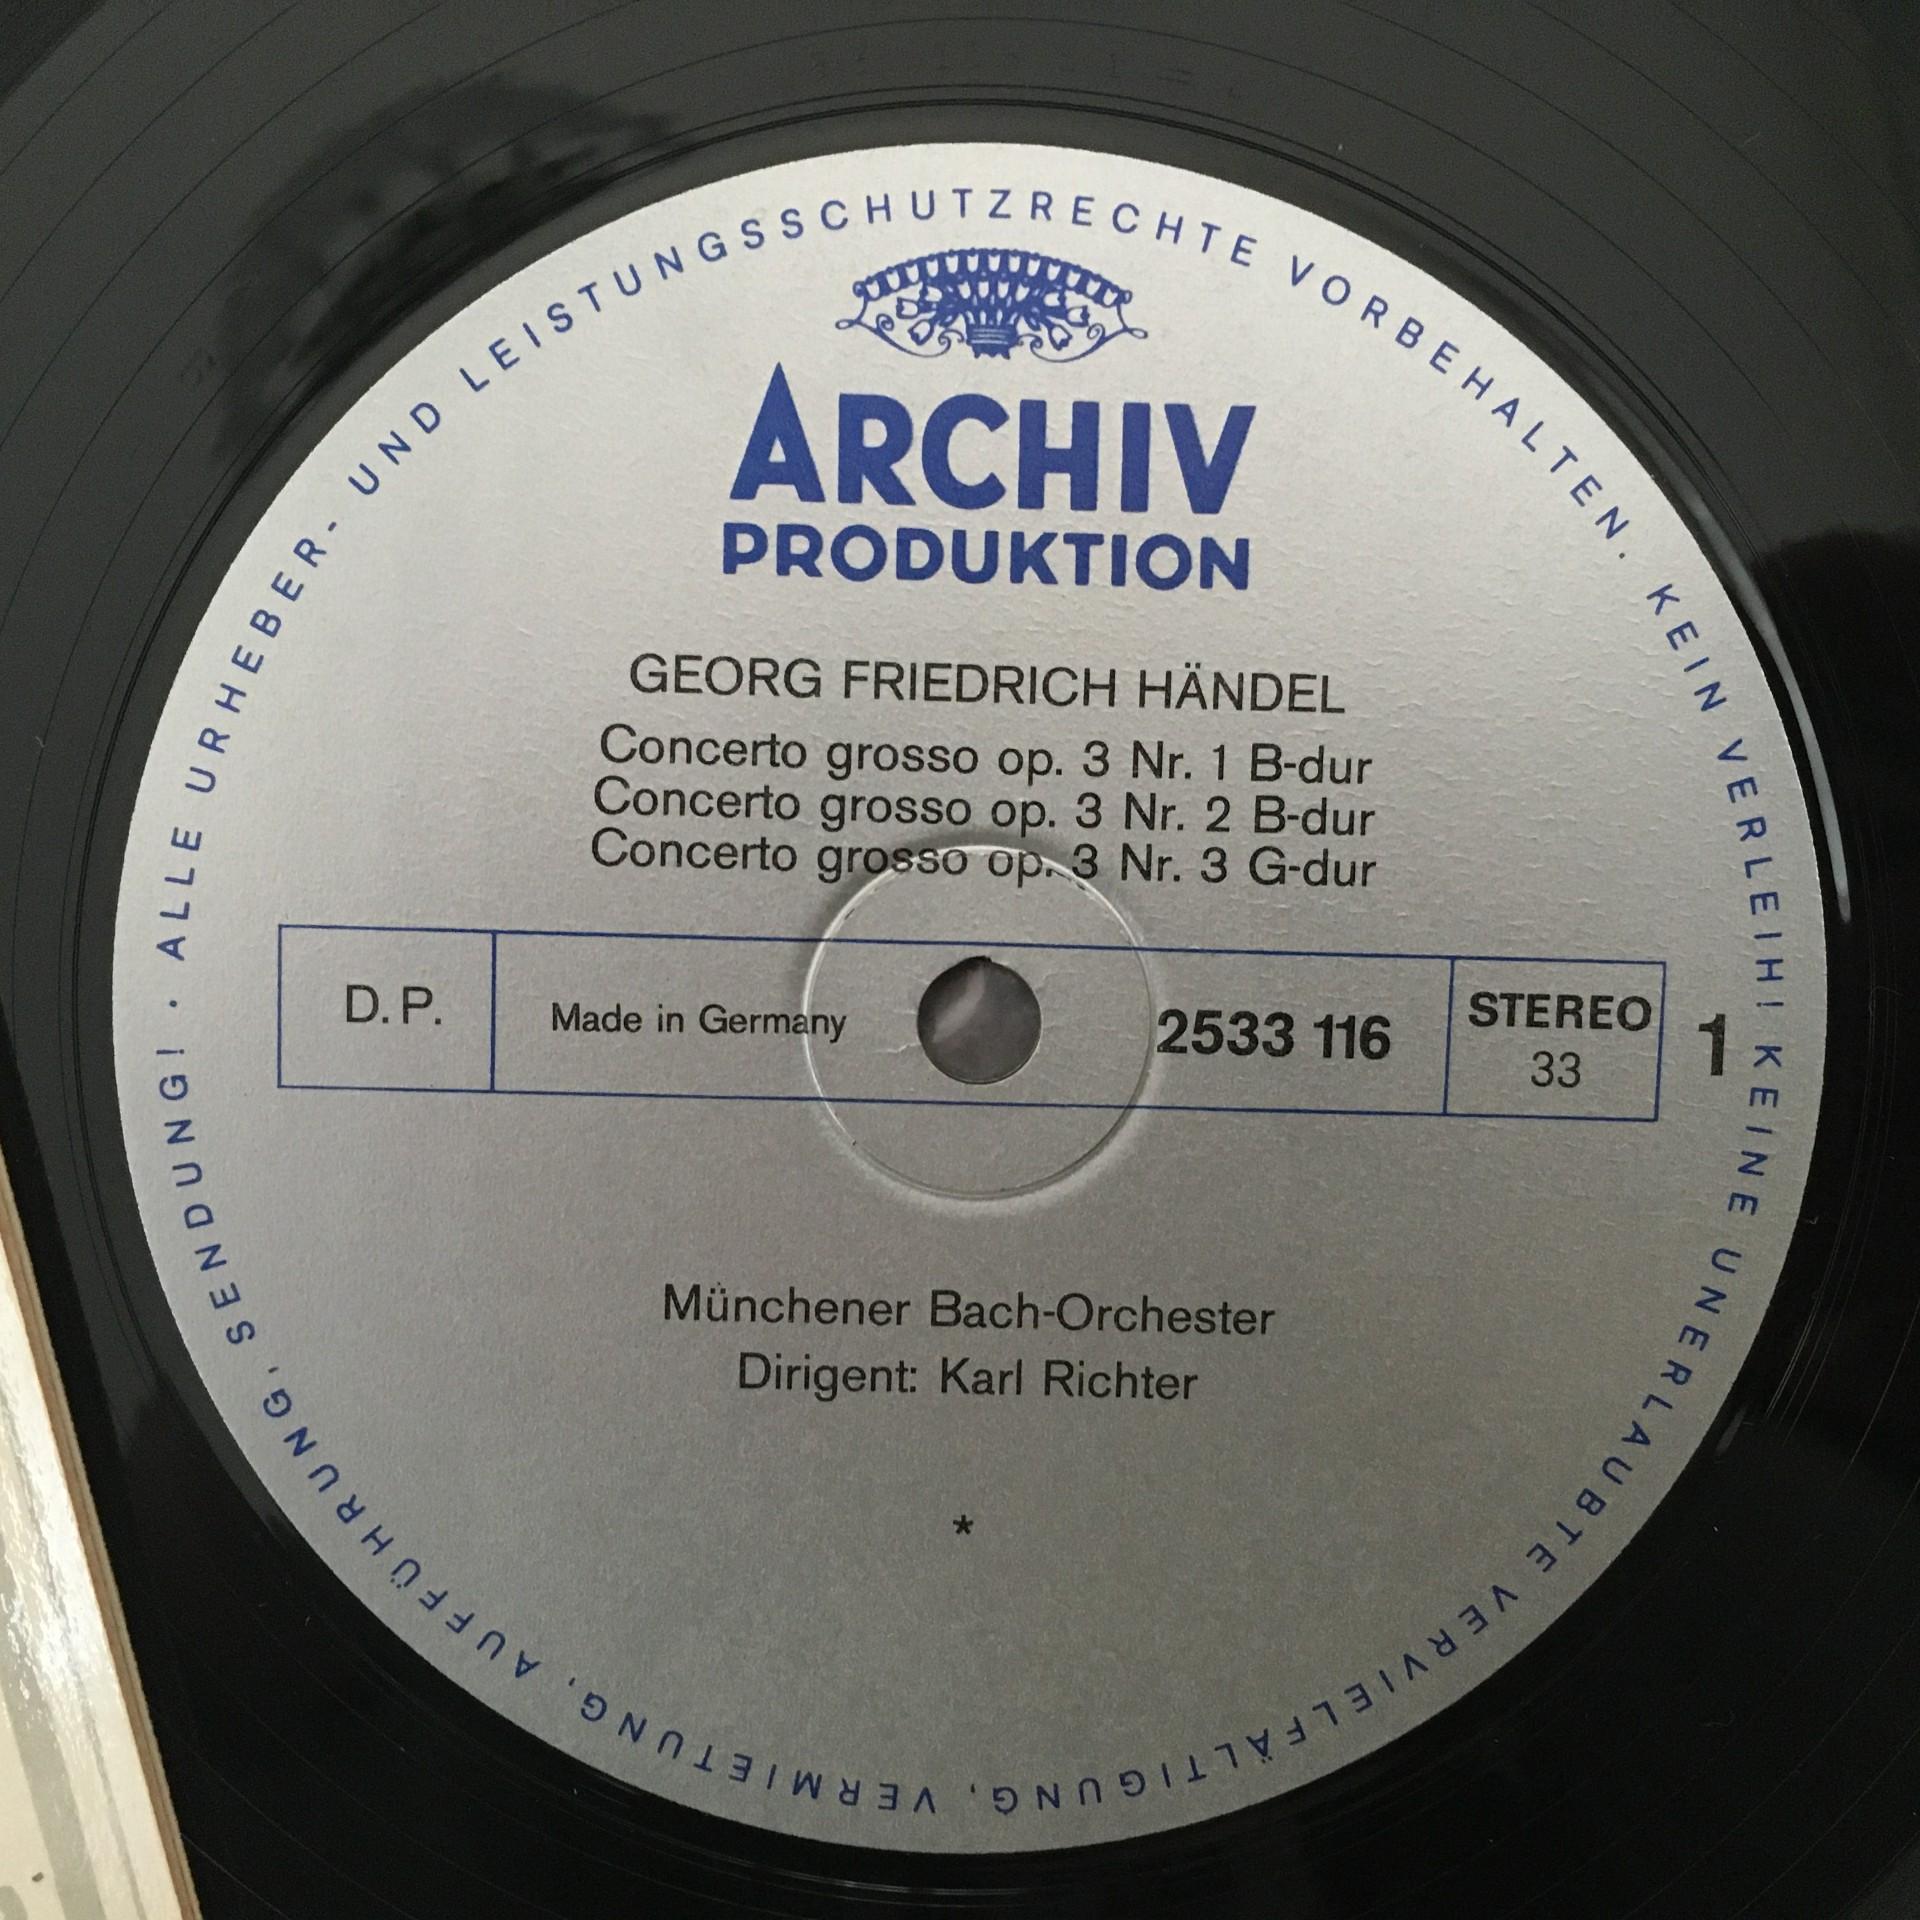 ALLE URHEBER- UND LEISTUNGSSCHUTZRECHTE VORBEHALTEN. KEIN VERLEIH! KEINE UNERLAUBTE VERVIELFÄLTIGUNG, VERMIETUNG, AUFFÜHRUNG, SENDUNG! ·
ARCHIV
PRODUKTION
GEORG FRIEDRICH HÄNDEL
Concerto grosso op. 3 Nr. 1 B-dur
Concerto grosso op. 3 Nr. 2 B-dur
Concerto grosso op. 3 Nr. 3 G-dur
D. P. Made in Germany 2533 116 STEREO 1
33
Münchener Bach-Orchester
Dirigent: Karl Richter
*